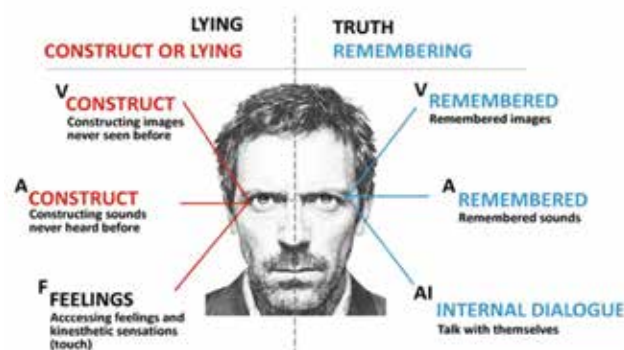 LYING
CONSTRUCT OR LYING
TRUTH
REMEMBERING
V
CONSTRUCT
Constructing images
never seen before
V
REMEMBERED
Remembered images
A
CONSTRUCT
Constructing sounds
never heard before
A
REMEMBERED
Remembered sounds
F
FEELINGS
Acccessing feelings and
kinesthetic sensations
(touch)
AI
INTERNAL DIALOGUE
Talk with themselves